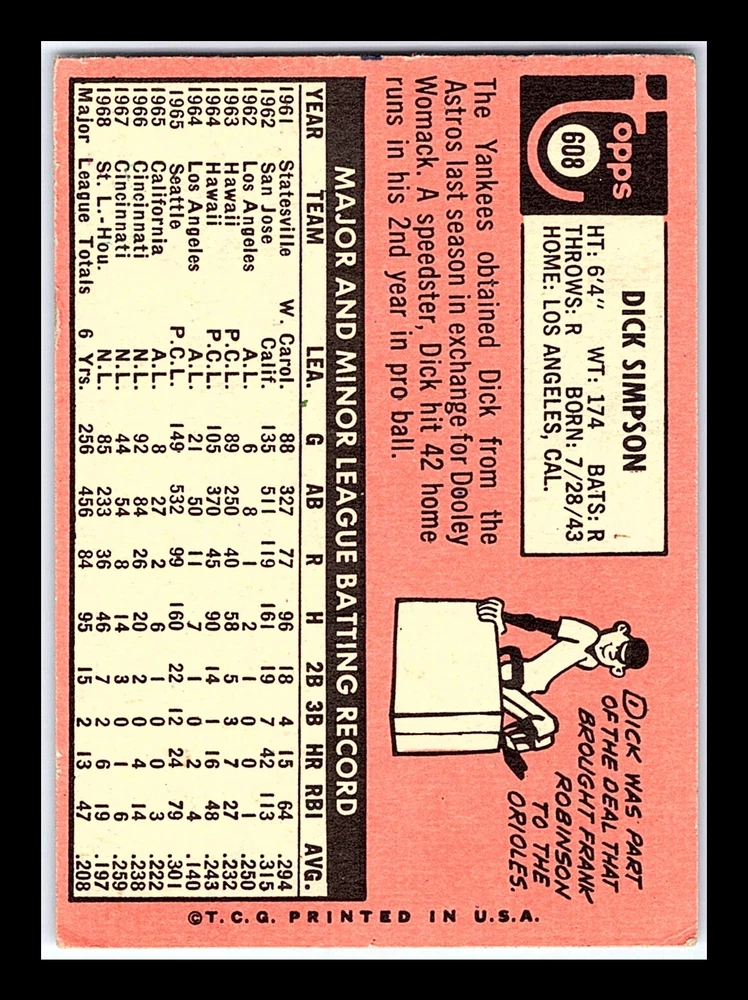 Topps
608
DICK SIMPSON
HT: 6'4" WT: 174 BATS: R
THROWS: R BORN: 7/28/43
HOME: LOS ANGELES, CAL.
The Yankees obtained Dick from the
Astros last season in exchange for Dooley
Womack. A speedster, Dick hit 42 home
runs in his 2nd year in pro ball.
DICK WAS PART
OF THE DEAL THAT
BROUGHT FRANK
ROBINSON
TO THE
ORIOLES.
MAJOR AND MINOR LEAGUE BATTING RECORD
YEAR TEAM LEA. G AB R H 2B 3B HR RBI AVG.
1961 Statesville W. Carol. 88 327 77 96 18 4 15 64 .294
1962 San Jose Calif. 135 511 119 161 19 7 42 113 .315
1962 Los Angeles A.L. 6 8 1 2 1 0 0 1 .250
1963 Hawaii P.C.L. 89 250 40 58 5 3 7 27 .232
1964 Hawaii P.C.L. 105 370 45 90 14 1 16 48 .243
1964 Los Angeles A.L. 21 50 11 7 1 0 2 4 .140
1965 Seattle P.C.L. 149 532 99 160 22 12 24 79 .301
1965 California A.L. 8 27 2 6 1 0 0 3 .222
1966 Cincinnati N.L. 92 84 26 20 2 0 4 14 .238
1967 Cincinnati N.L. 44 54 8 14 3 0 1 6 .259
1968 St. L.-Hou. N.L. 85 233 36 46 7 2 6 19 .197
Major League Totals 6 Yrs. 256 456 84 95 15 2 13 47 .208
©T.C.G. PRINTED IN U.S.A.